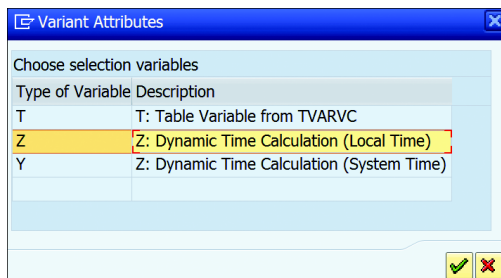 Variant Attributes
Choose selection variables
Type of Variable Description
T T: Table Variable from TVARVC
Z Z: Dynamic Time Calculation (Local Time)
Y Z: Dynamic Time Calculation (System Time)